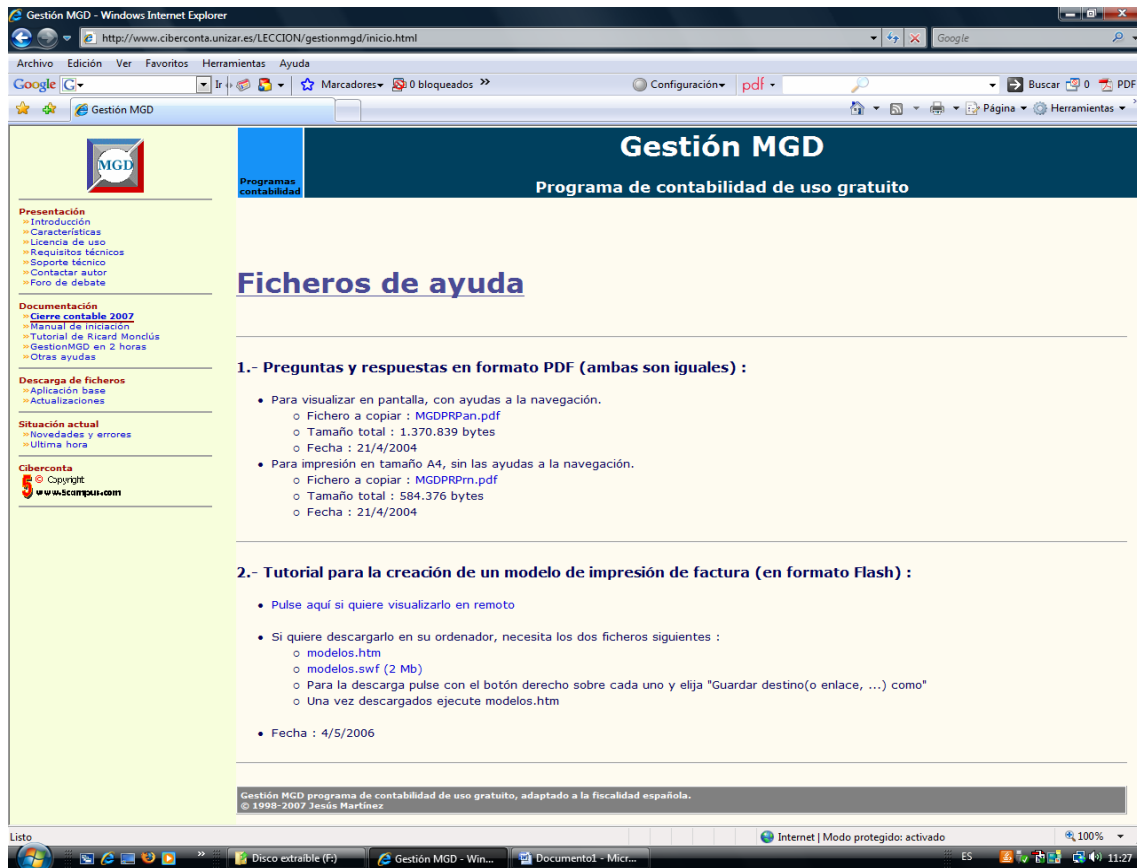 Gestión MGD - Windows Internet Explorer
http://www.ciberconta.unizar.es/LECCION/gestionmgd/inicio.html
Google
Archivo Edición Ver Favoritos Herramientas Ayuda
Google G Ir Marcadores 0 bloqueados » Configuración pdf Buscar 0 PDF
Gestión MGD Página Herramientas »
MGD
Programas
contabilidad
Gestión MGD
Programa de contabilidad de uso gratuito
Presentación
»Introducción
»Características
»Licencia de uso
»Requisitos técnicos
»Soporte técnico
»Contactar autor
»Foro de debate
Documentación
»Cierre contable 2007
»Manual de iniciación
»Tutorial de Ricard Monclús
»GestionMGD en 2 horas
»Otras ayudas
Descarga de ficheros
»Aplicación base
»Actualizaciones
Situación actual
»Novedades y errores
»Ultima hora
Ciberconta
5 © Copyright
www.5campus.com
Ficheros de ayuda
1.- Preguntas y respuestas en formato PDF (ambas son iguales) :
• Para visualizar en pantalla, con ayudas a la navegación.
o Fichero a copiar : MGDPRPan.pdf
o Tamaño total : 1.370.839 bytes
o Fecha : 21/4/2004
• Para impresión en tamaño A4, sin las ayudas a la navegación.
o Fichero a copiar : MGDPRPrn.pdf
o Tamaño total : 584.376 bytes
o Fecha : 21/4/2004
2.- Tutorial para la creación de un modelo de impresión de factura (en formato Flash) :
• Pulse aquí si quiere visualizarlo en remoto
• Si quiere descargarlo en su ordenador, necesita los dos ficheros siguientes :
o modelos.htm
o modelos.swf (2 Mb)
o Para la descarga pulse con el botón derecho sobre cada uno y elija "Guardar destino(o enlace, ...) como"
o Una vez descargados ejecute modelos.htm
• Fecha : 4/5/2006
Gestión MGD programa de contabilidad de uso gratuito, adaptado a la fiscalidad española.
© 1998-2007 Jesús Martínez
Listo Internet | Modo protegido: activado 100%
» Disco extraíble (F:) Gestión MGD - Win... Documento1 - Micr... ES 11:27